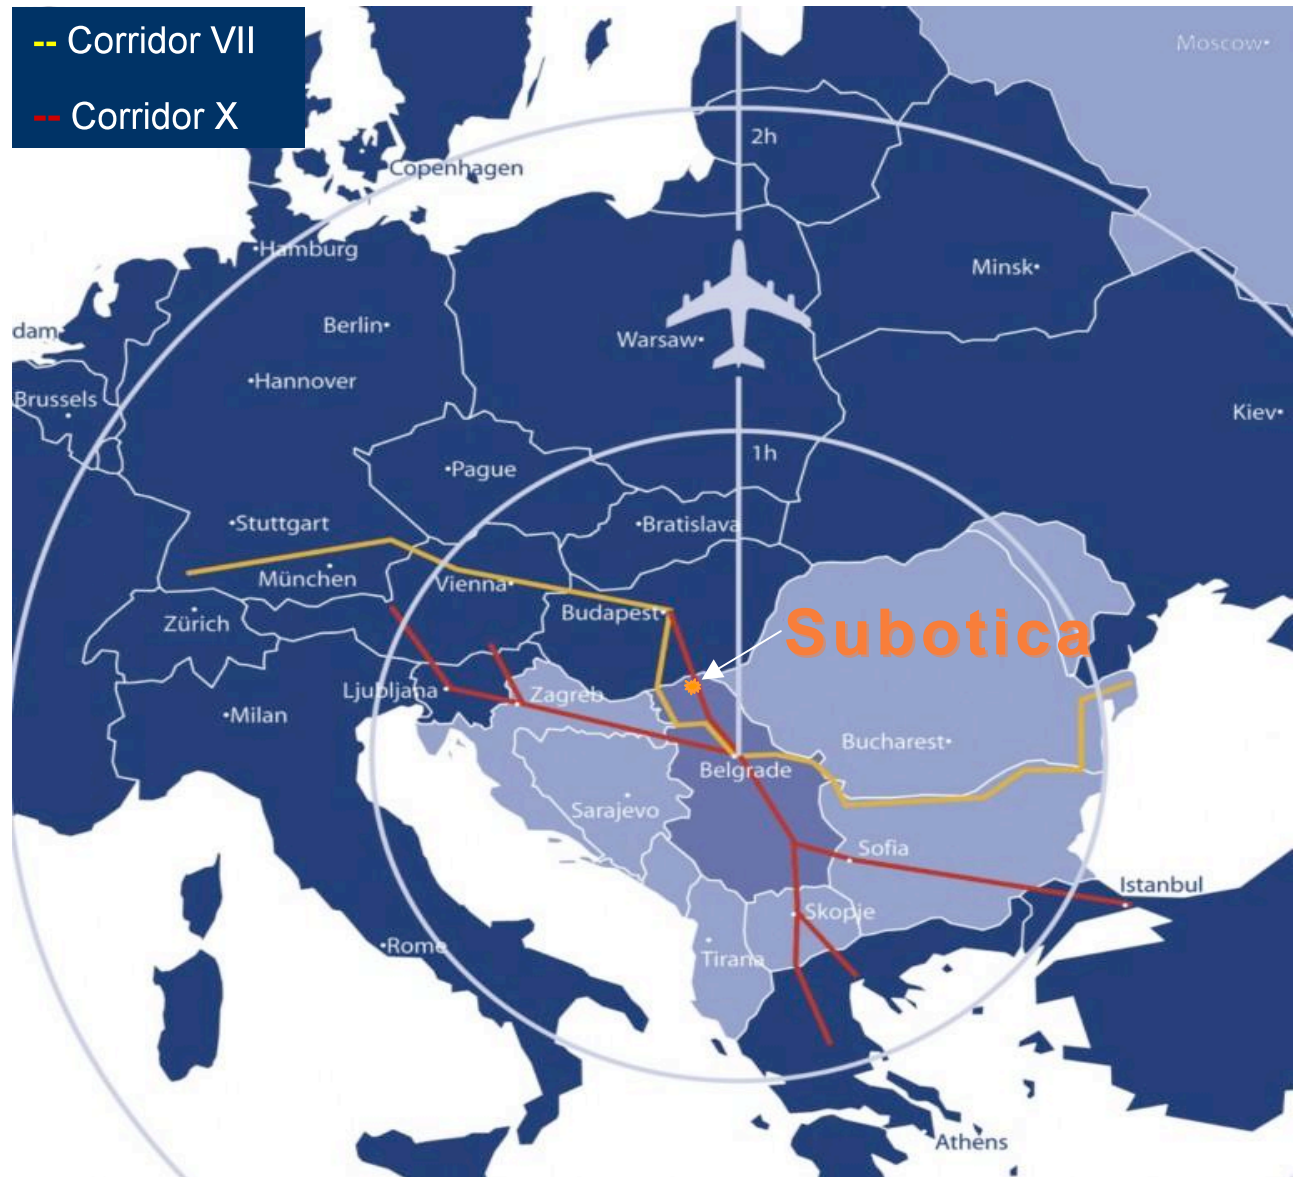 -- Corridor VII
-- Corridor X
Moscow
2h
Copenhagen
Hamburg
Minsk
Berlin
dam
Warsaw
Hannover
Brussels
Kiev
1h
Pague
Stuttgart
Bratislava
München
Vienna
Budapest
Zürich
Subotica
Ljubljana
Zagreb
Milan
Bucharest
Belgrade
Sarajevo
Sofia
Istanbul
Skopje
Rome
Tirana
Athens